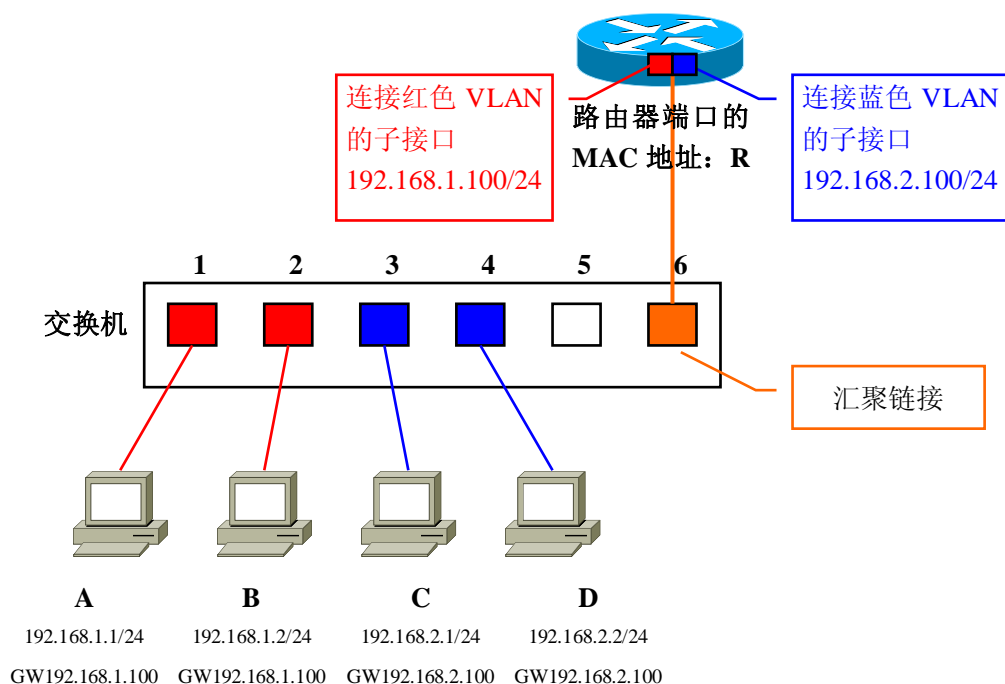 连接红色 VLAN
的子接口
192.168.1.100/24
路由器端口的
MAC 地址：R
连接蓝色 VLAN
的子接口
192.168.2.100/24
1 2 3 4 5 6
交换机
汇聚链接
A B C D
192.168.1.1/24 192.168.1.2/24 192.168.2.1/24 192.168.2.2/24
GW192.168.1.100 GW192.168.1.100 GW192.168.2.100 GW192.168.2.100